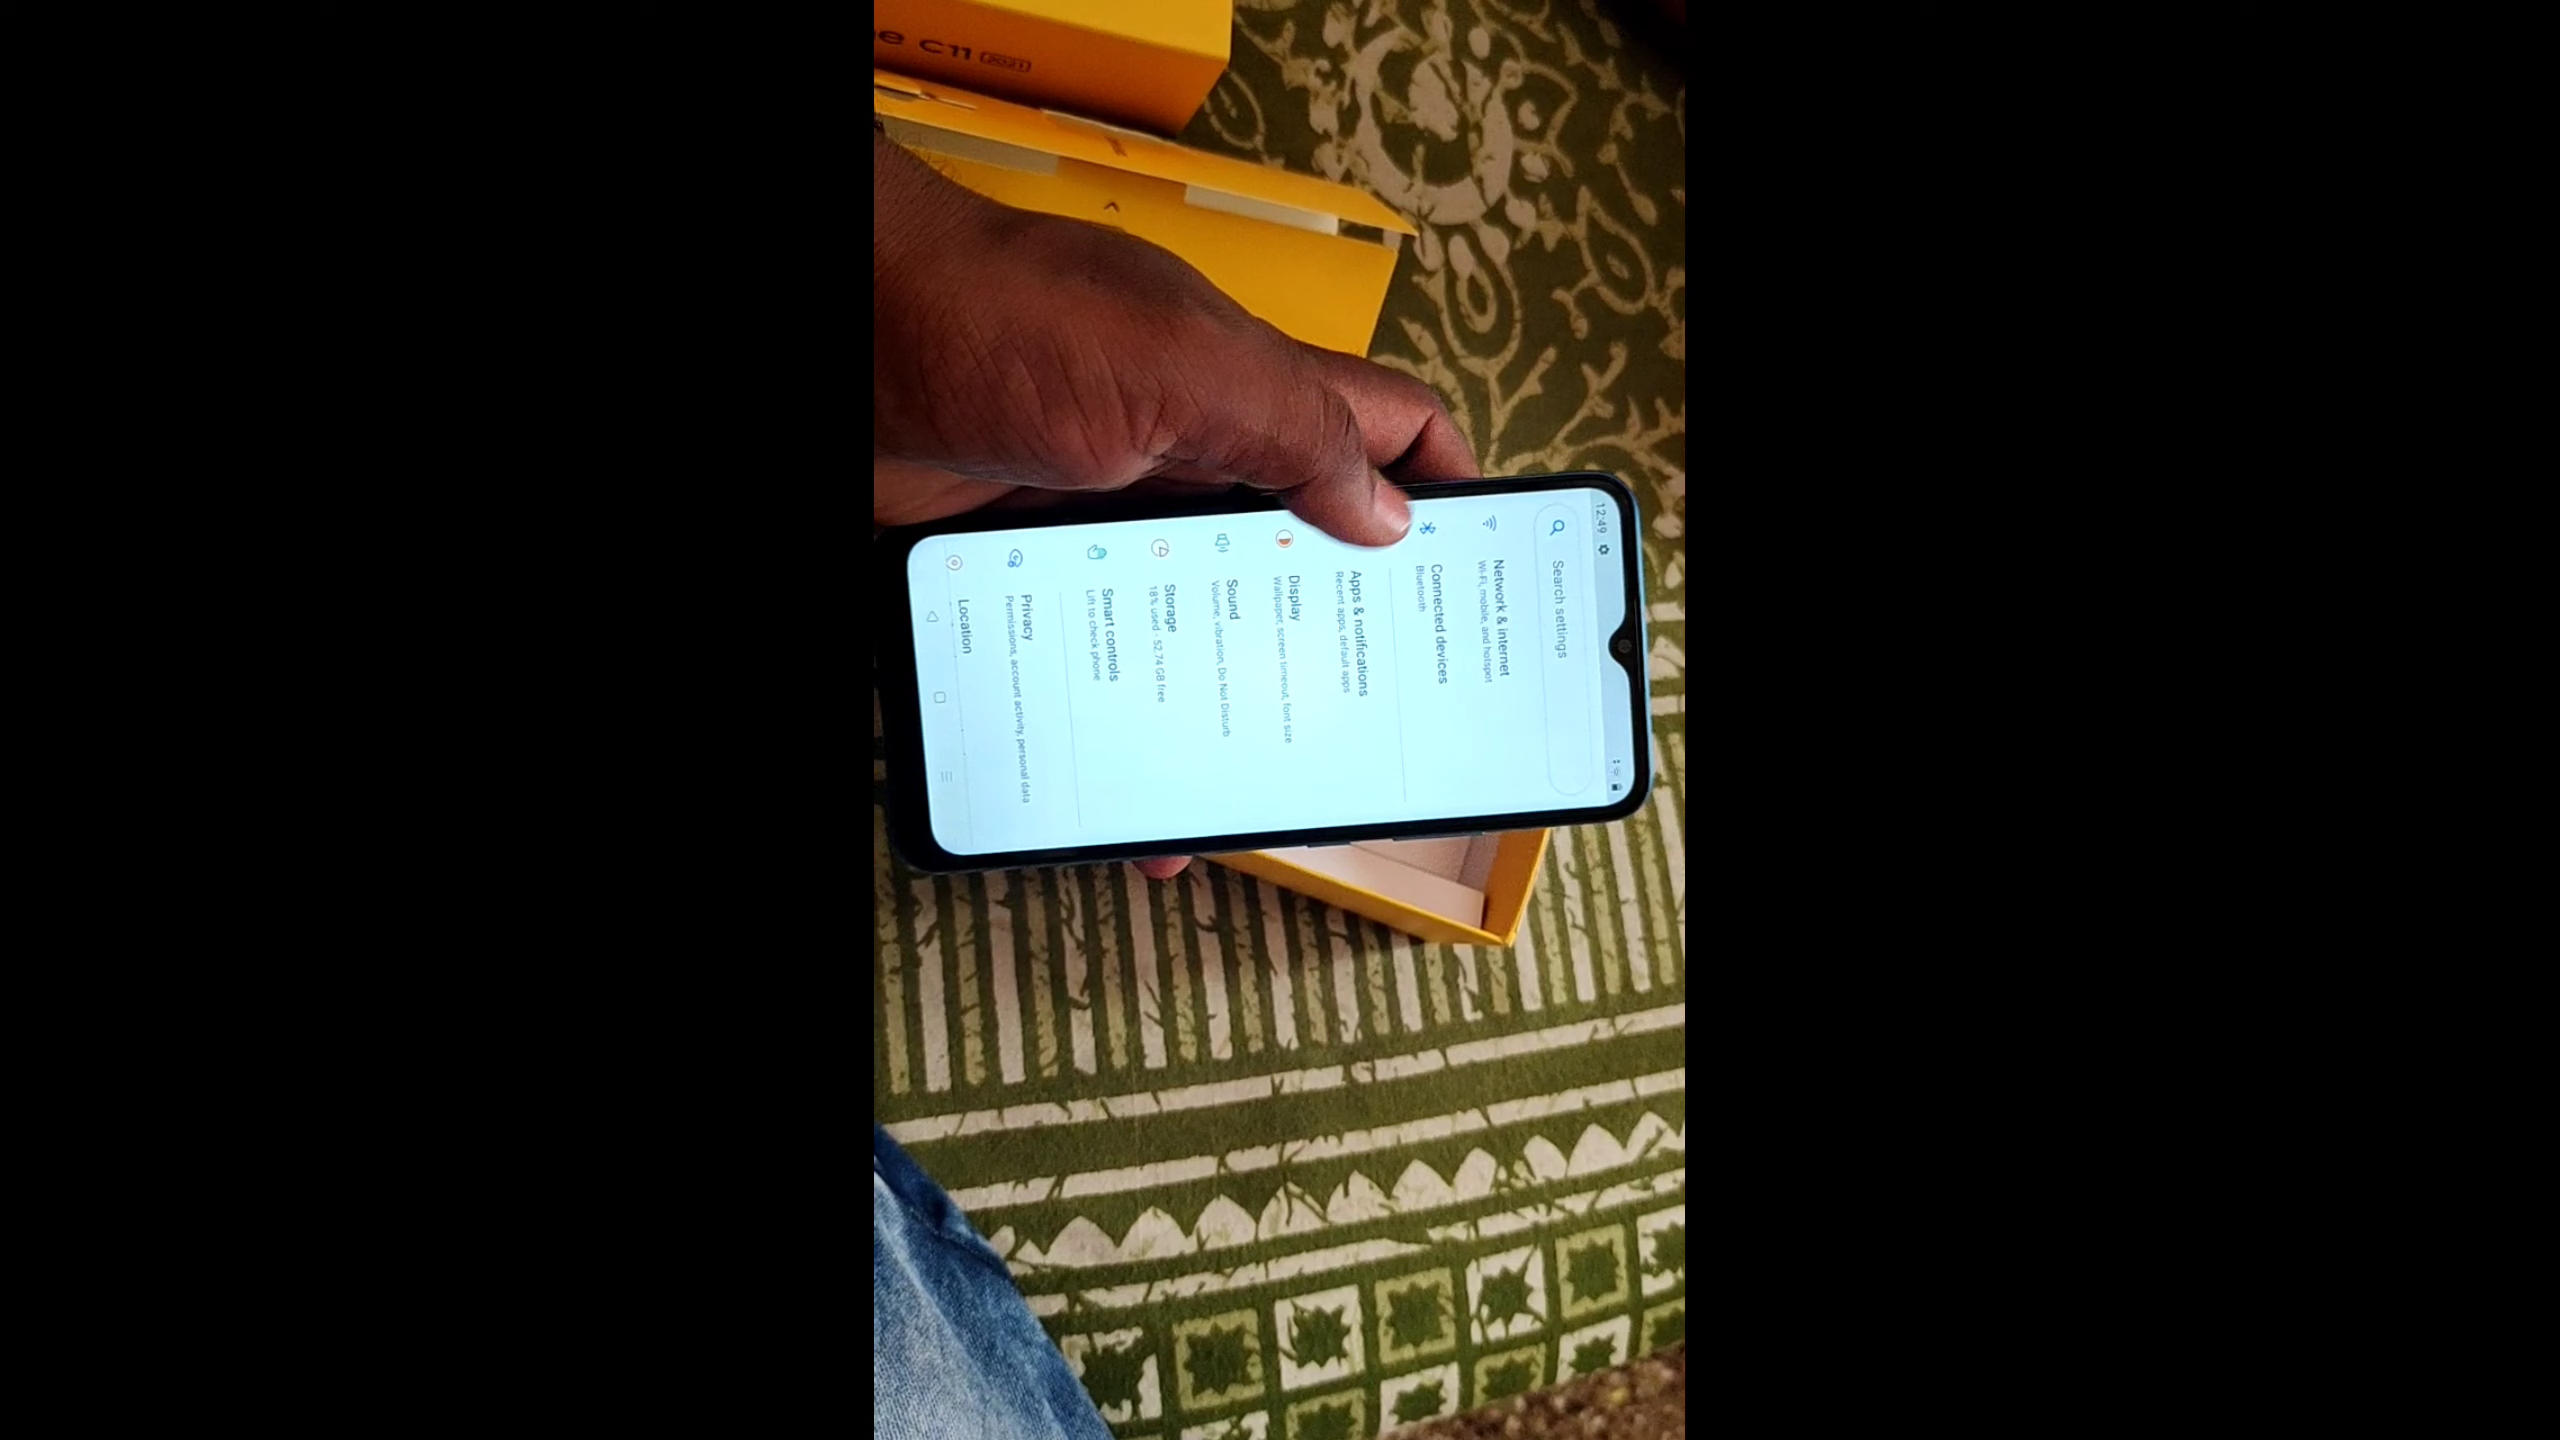 e C11 2021
12:49
Search settings
Network & internet
Wi-Fi, mobile, and hotspot
Connected devices
Bluetooth
Apps & notifications
Recent apps, default apps
Display
Wallpaper, screen timeout, font size
Sound
Volume, vibration, Do Not Disturb
Storage
18% used - 52.74 GB free
Smart controls
Lift to check phone
Privacy
Permissions, account activity, personal data
Location